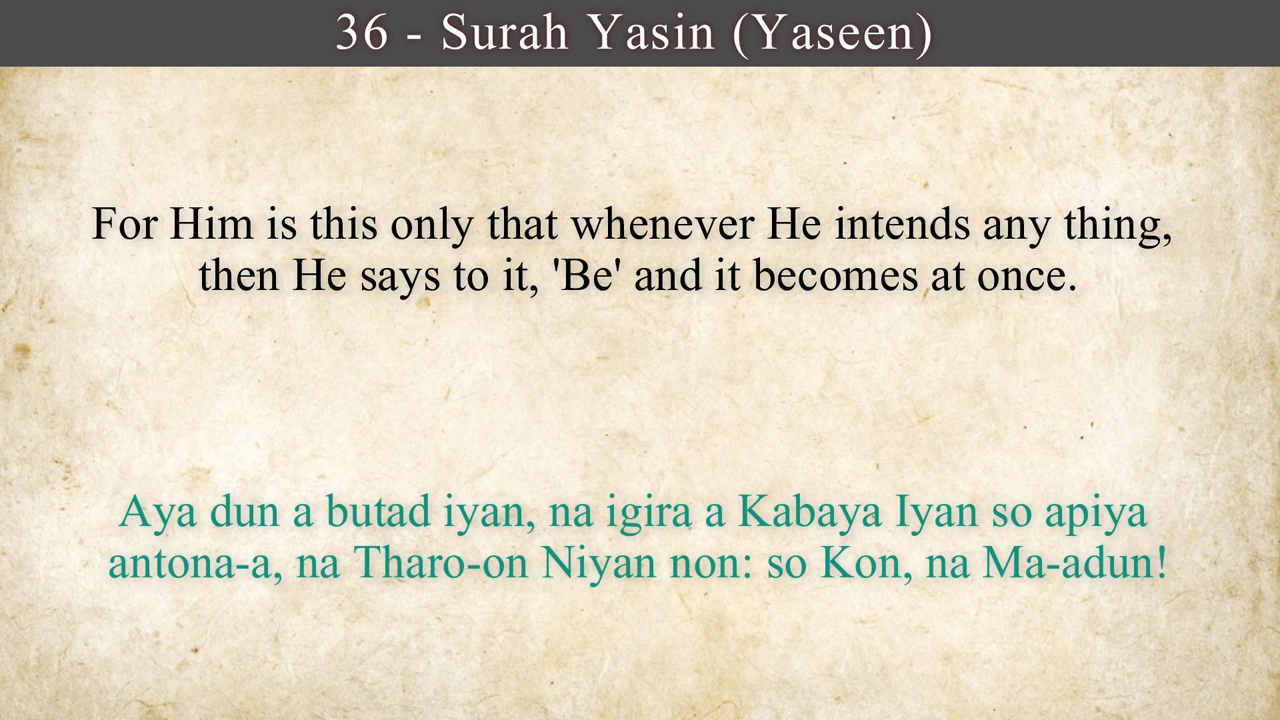 36 - Surah Yasin (Yaseen)
For Him is this only that whenever He intends any thing,
then He says to it, 'Be' and it becomes at once.
Aya dun a butad iyan, na igira a Kabaya Iyan so apiya
antona-a, na Tharo-on Niyan non: so Kon, na Ma-adun!